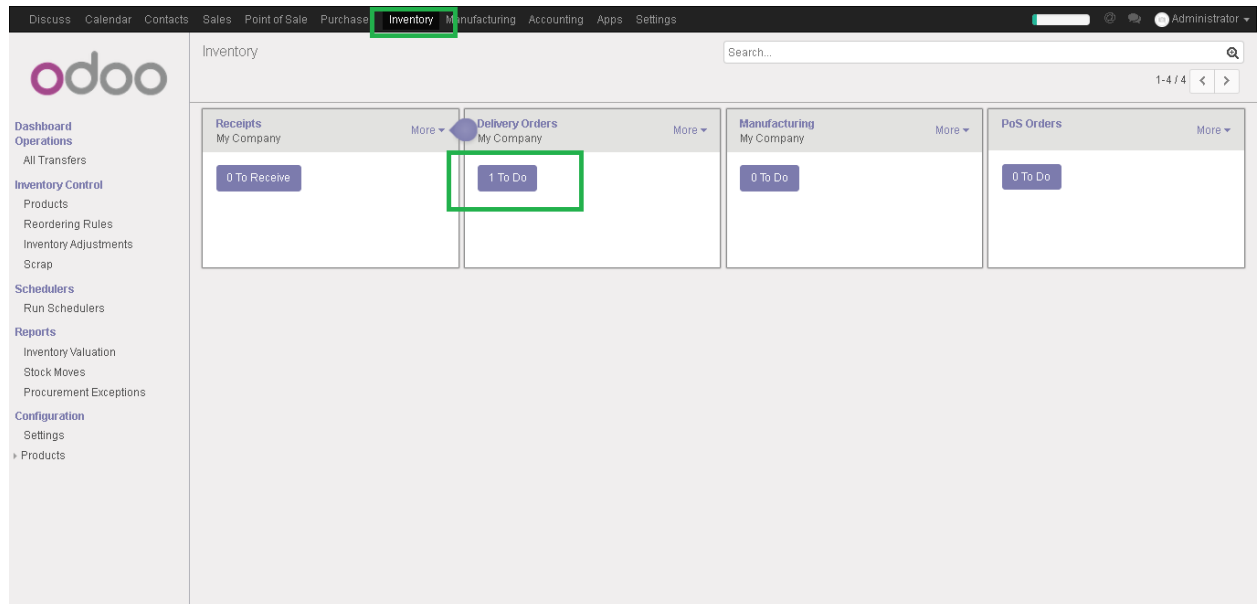 Discuss Calendar Contacts Sales Point of Sale Purchase Inventory Manufacturing Accounting Apps Settings @ Administrator
odoo
Inventory
Search...
1-4 / 4
Dashboard
Operations
All Transfers
Inventory Control
Products
Reordering Rules
Inventory Adjustments
Scrap
Schedulers
Run Schedulers
Reports
Inventory Valuation
Stock Moves
Procurement Exceptions
Configuration
Settings
Products
Receipts
My Company
More
0 To Receive
Delivery Orders
My Company
More
1 To Do
Manufacturing
My Company
More
0 To Do
PoS Orders
More
0 To Do